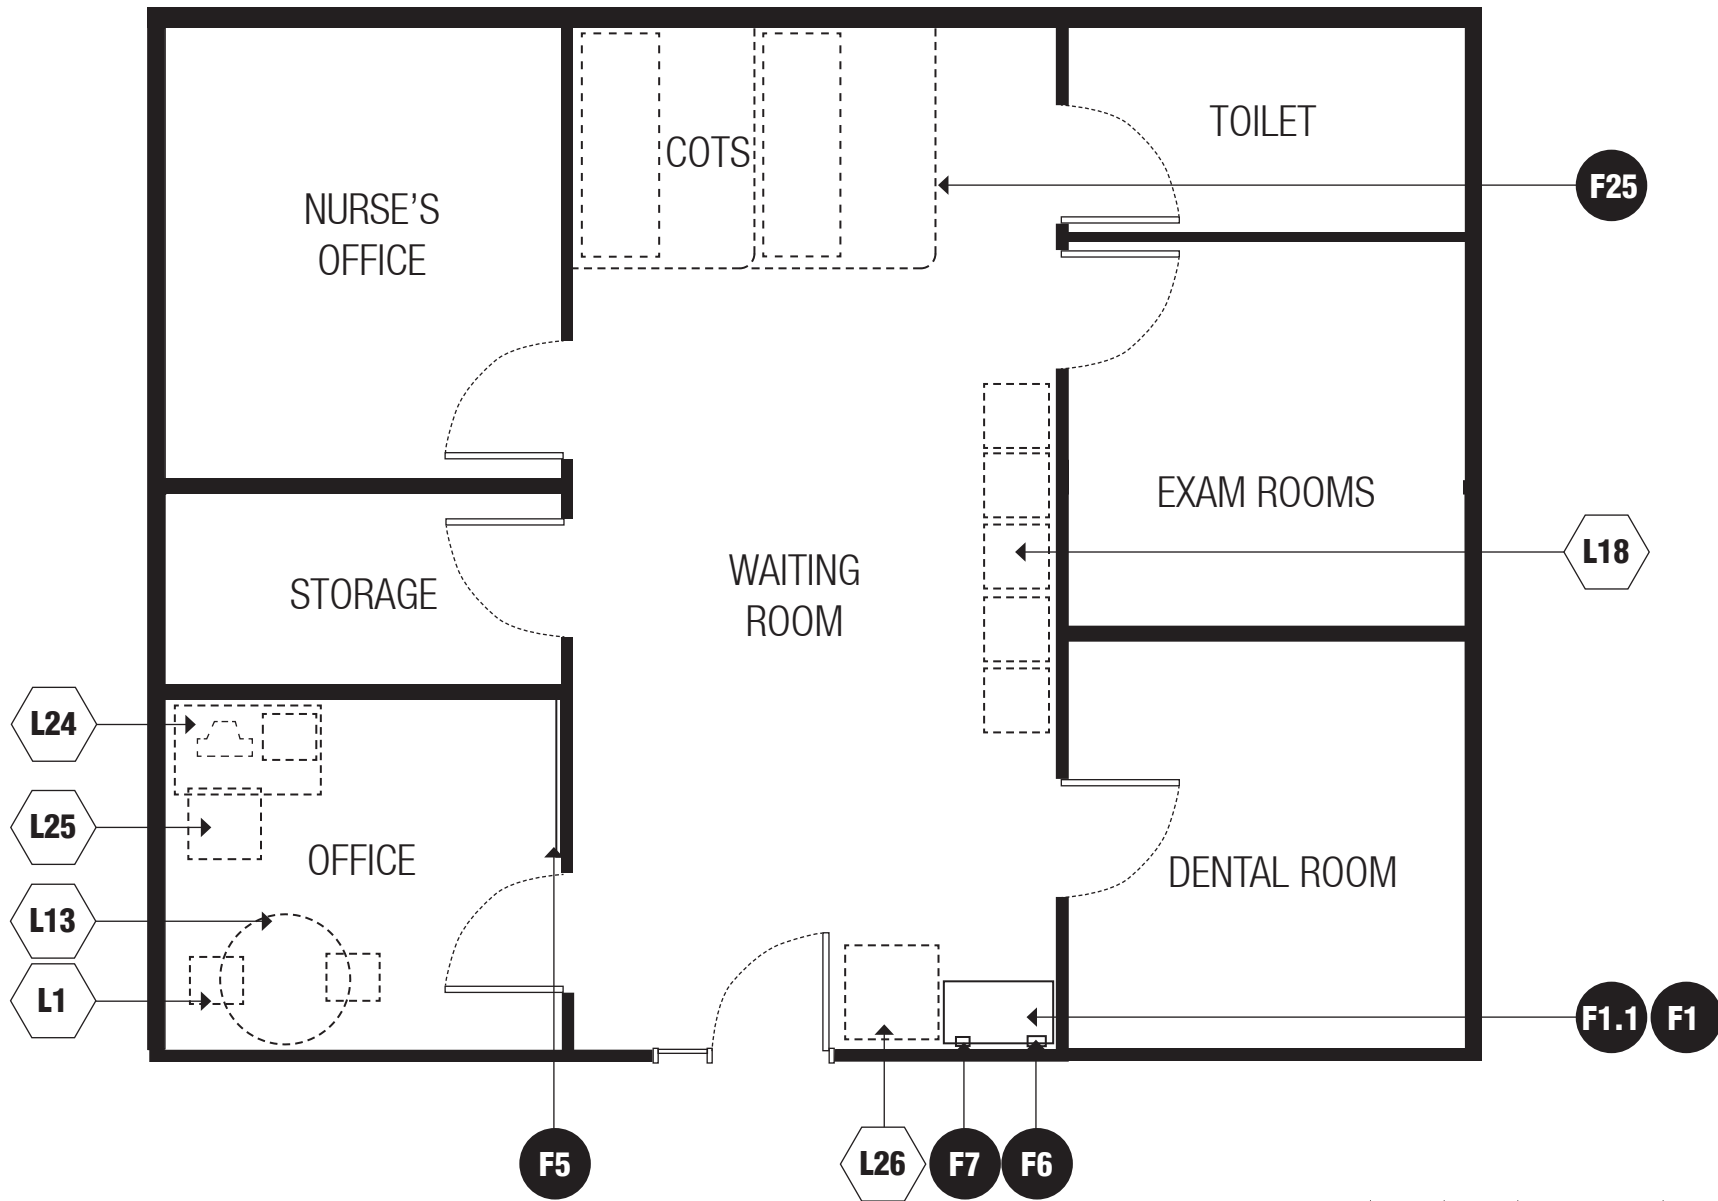 TOILET
COTS
F25
NURSE'S
OFFICE
EXAM ROOMS
L18
WAITING
ROOM
STORAGE
L24
L25
OFFICE
DENTAL ROOM
L13
L1
F1.1 F1
F5
L26
F7
F6